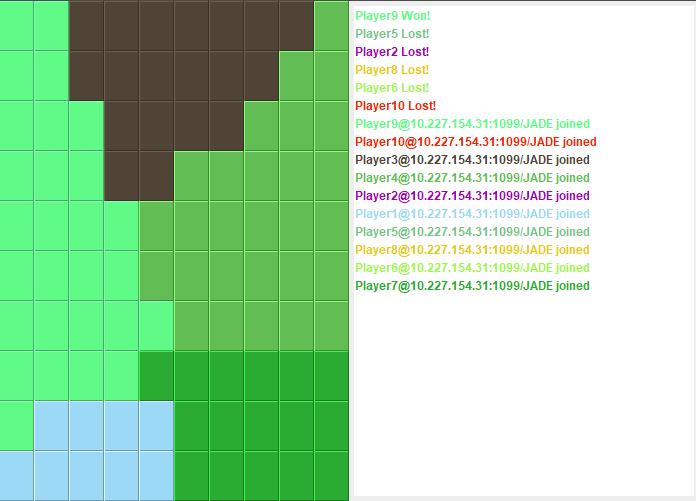 Player9 Won!
Player5 Lost!
Player2 Lost!
Player8 Lost!
Player6 Lost!
Player10 Lost!
Player9@10.227.154.31:1099/JADE joined
Player10@10.227.154.31:1099/JADE joined
Player3@10.227.154.31:1099/JADE joined
Player4@10.227.154.31:1099/JADE joined
Player2@10.227.154.31:1099/JADE joined
Player1@10.227.154.31:1099/JADE joined
Player5@10.227.154.31:1099/JADE joined
Player8@10.227.154.31:1099/JADE joined
Player6@10.227.154.31:1099/JADE joined
Player7@10.227.154.31:1099/JADE joined